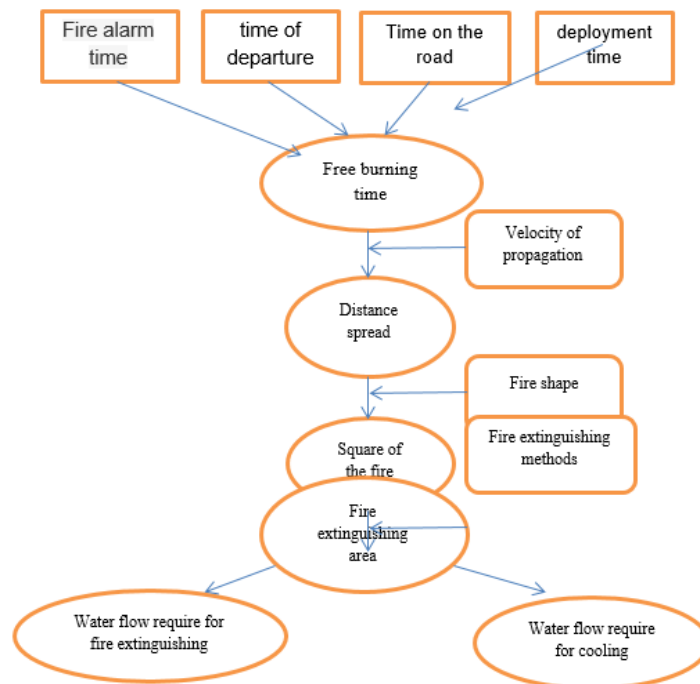 Fire alarm
time
time of
departure
Time on the
road
deployment
time
Free burning
time
Velocity of
propagation
Distance
spread
Fire shape
Square of
the fire
Fire extinguishing
methods
Fire
extinguishing
area
Water flow require for
fire extinguishing
Water flow require
for cooling